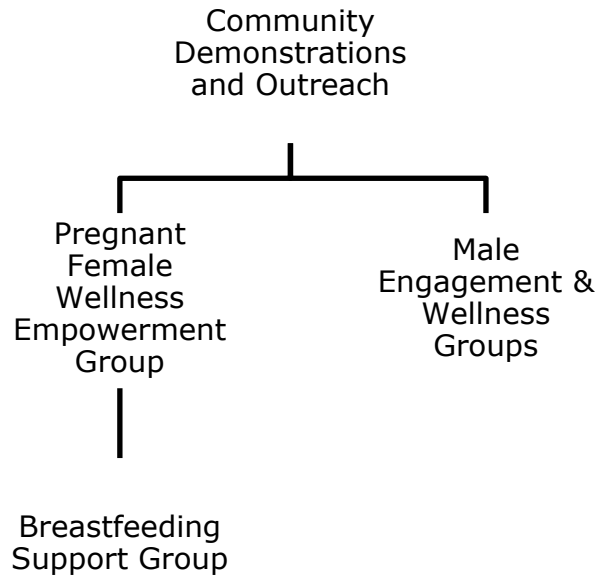 Community
Demonstrations
and Outreach
Pregnant
Female
Wellness
Empowerment
Group
Male
Engagement &
Wellness
Groups
Breastfeeding
Support Group